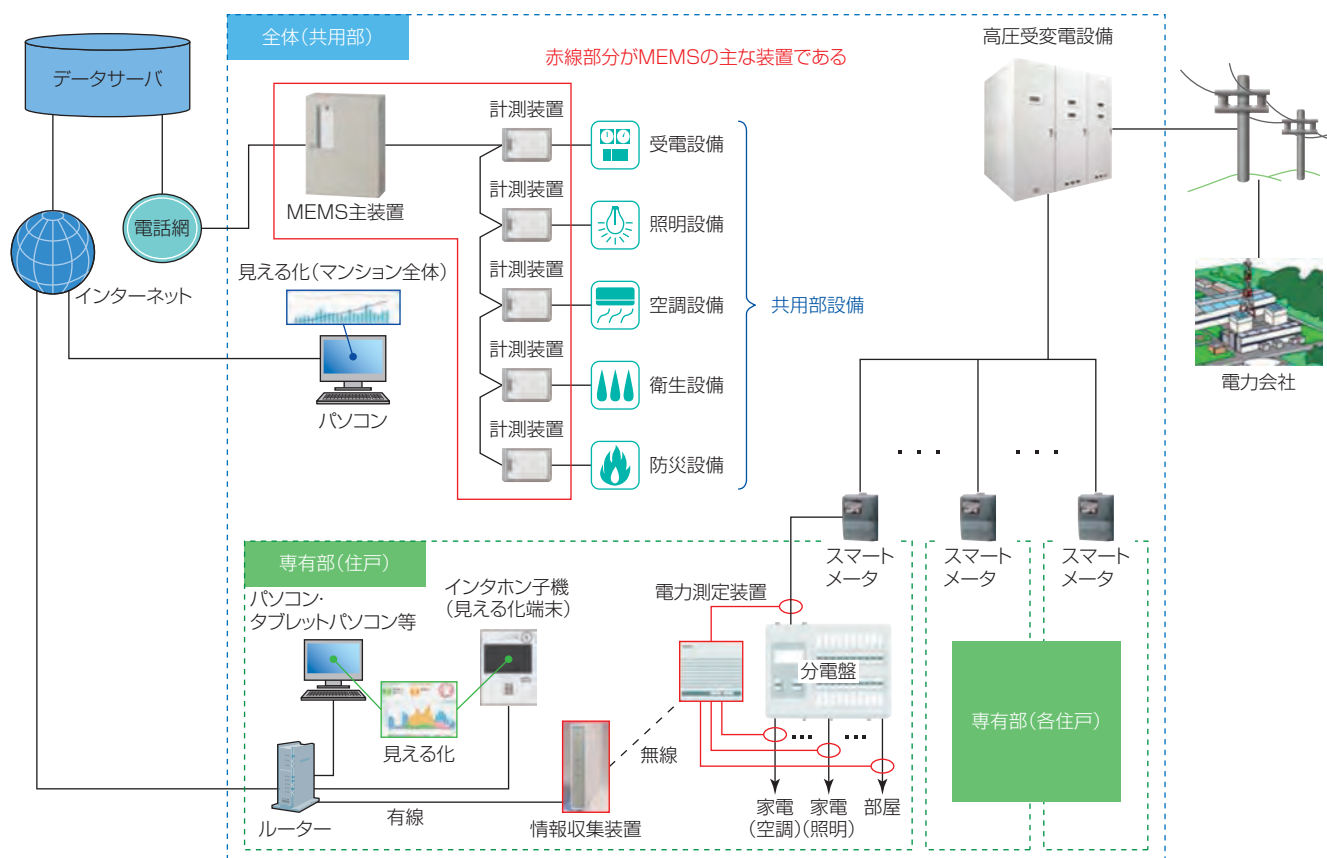 全体(共用部)
高圧受変電設備
赤線部分がMEMSの主な装置である
データサーバ
計測装置
受電設備
計測装置
MEMS主装置
電話網
照明設備
インターネット
見える化(マンション全体)
計測装置
空調設備
共用部設備
電力会社
計測装置
衛生設備
パソコン
計測装置
防災設備
・・・
・・・
スマート
メータ
スマート
メータ
スマート
メータ
専有部(住戸)
パソコン・
タブレットパソコン等
インタホン子機
(見える化端末)
電力測定装置
分電盤
専有部(各住戸)
見える化
無線
・・・
・・・
有線
ルーター
情報収集装置
家電
(空調)
家電
(照明)
部屋